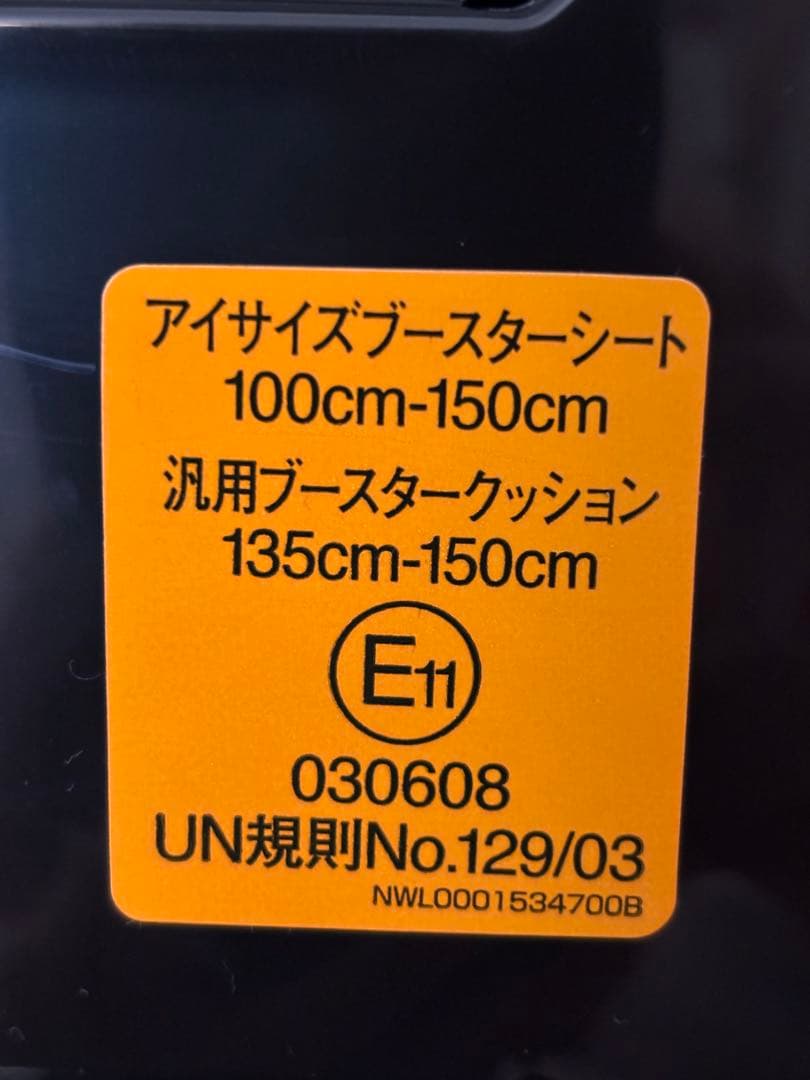 アイサイズブースターシート
100cm-150cm
汎用ブースタークッション
135cm-150cm
E11
030608
UN規則No.129/03
NWL0001534700B